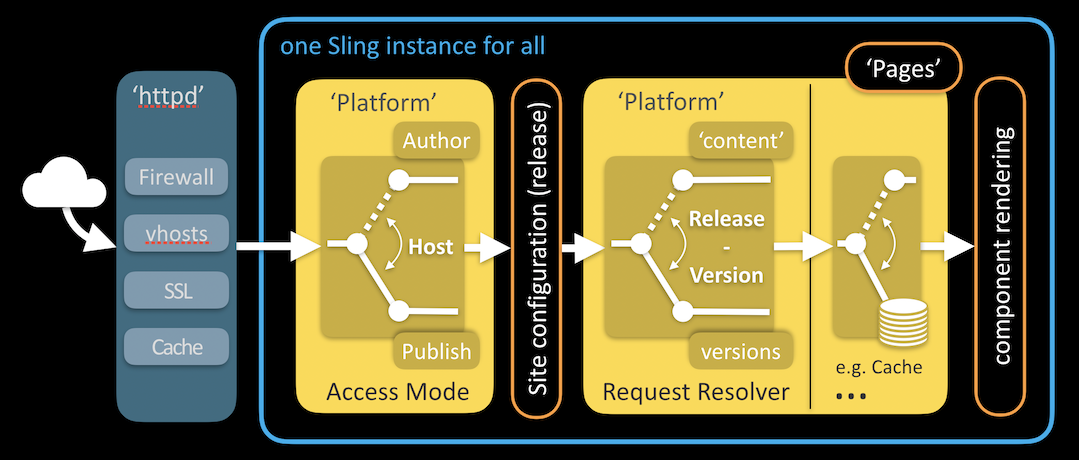 one Sling instance for all
‘httpd’
Firewall
vhosts
SSL
Cache
‘Platform’
Author
Host
Publish
Access Mode
Site configuration (release)
‘Platform’
‘content’
Release
-
Version
versions
Request Resolver
‘Pages’
e.g. Cache
...
component rendering